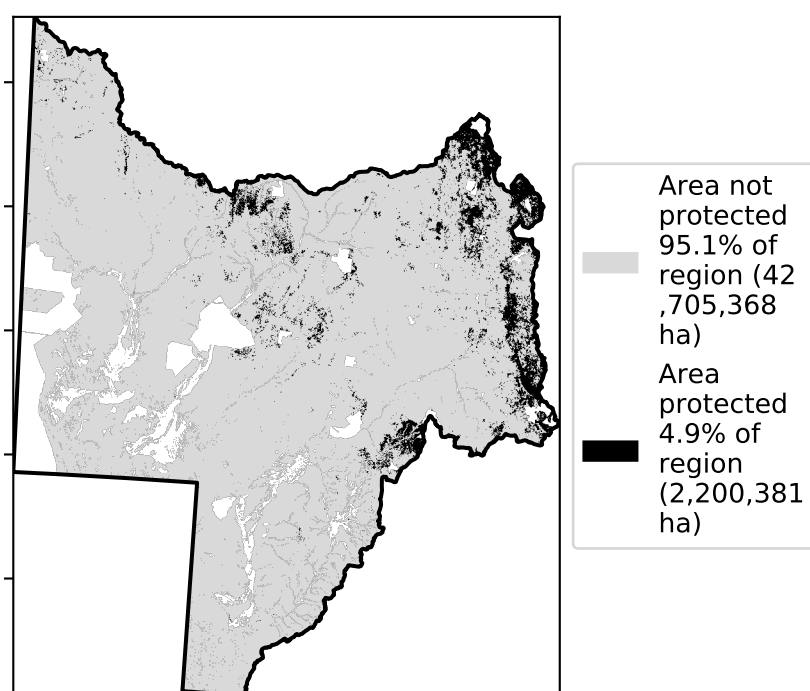 Area not
protected
95.1% of
region (42
,705,368
ha)
Area
protected
4.9% of
region
(2,200,381
ha)